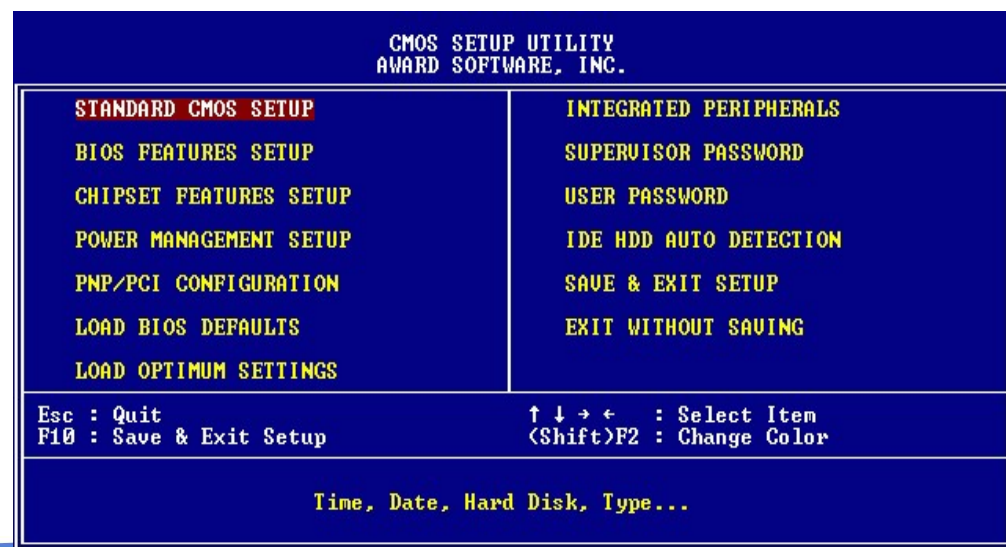 CMOS SETUP UTILITY
AWARD SOFTWARE, INC.
STANDARD CMOS SETUP
BIOS FEATURES SETUP
CHIPSET FEATURES SETUP
POWER MANAGEMENT SETUP
PNP/PCI CONFIGURATION
LOAD BIOS DEFAULTS
LOAD OPTIMUM SETTINGS
INTEGRATED PERIPHERALS
SUPERVISOR PASSWORD
USER PASSWORD
IDE HDD AUTO DETECTION
SAVE & EXIT SETUP
EXIT WITHOUT SAVING
Esc : Quit
F10 : Save & Exit Setup
↑ ↓ → ← : Select Item
(Shift)F2 : Change Color
Time, Date, Hard Disk, Type...